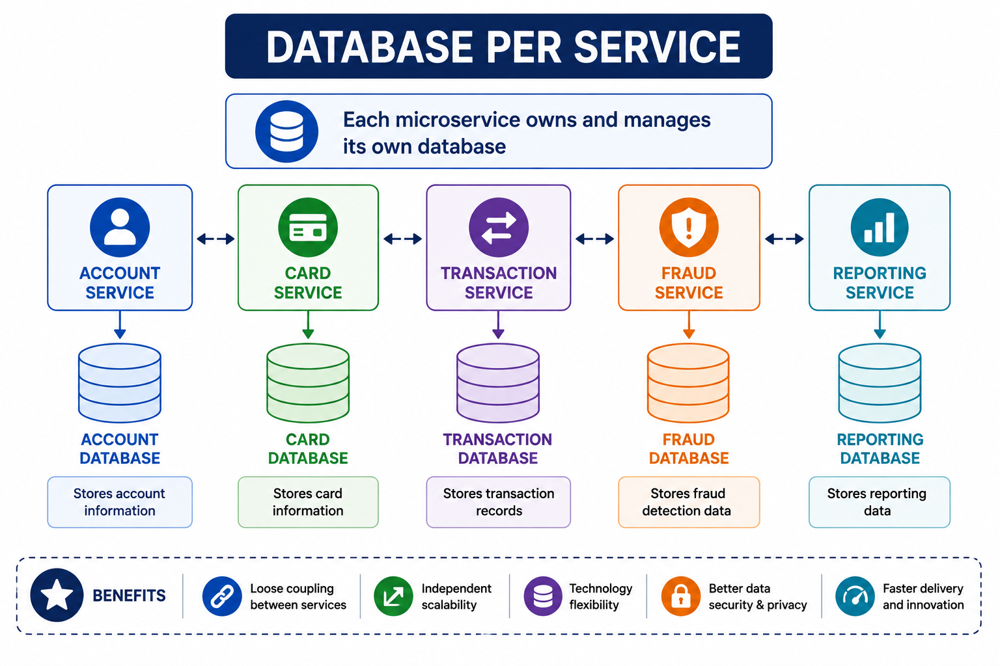 DATABASE PER SERVICE
Each microservice owns and manages
its own database
ACCOUNT
SERVICE
CARD
SERVICE
TRANSACTION
SERVICE
FRAUD
SERVICE
REPORTING
SERVICE
ACCOUNT
DATABASE
CARD
DATABASE
TRANSACTION
DATABASE
FRAUD
DATABASE
REPORTING
DATABASE
Stores account
information
Stores card
information
Stores transaction
records
Stores fraud
detection data
Stores reporting
data
BENEFITS
Loose coupling
between services
Independent
scalability
Technology
flexibility
Better data
security & privacy
Faster delivery
and innovation